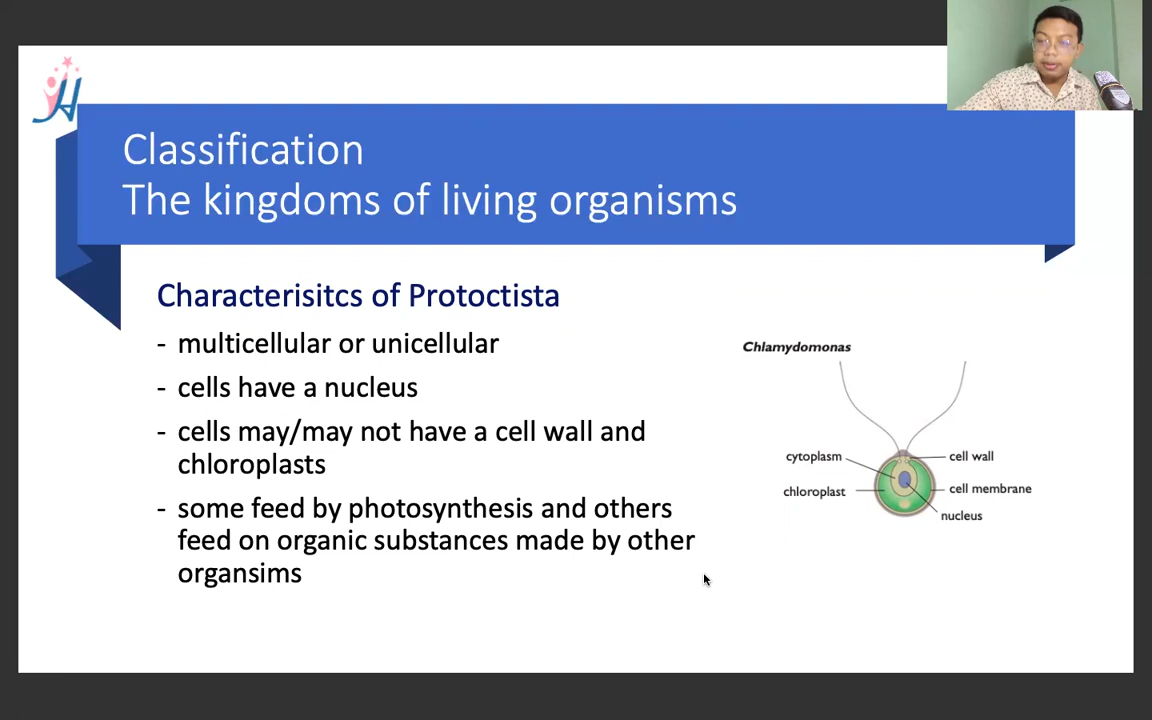 Classification
The kingdoms of living organisms
Characterisitcs of Protoctista
- multicellular or unicellular
- cells have a nucleus
- cells may/may not have a cell wall and
chloroplasts
- some feed by photosynthesis and others
feed on organic substances made by other
organsims
Chlamydomonas
cytoplasm
cell wall
chloroplast
cell membrane
nucleus